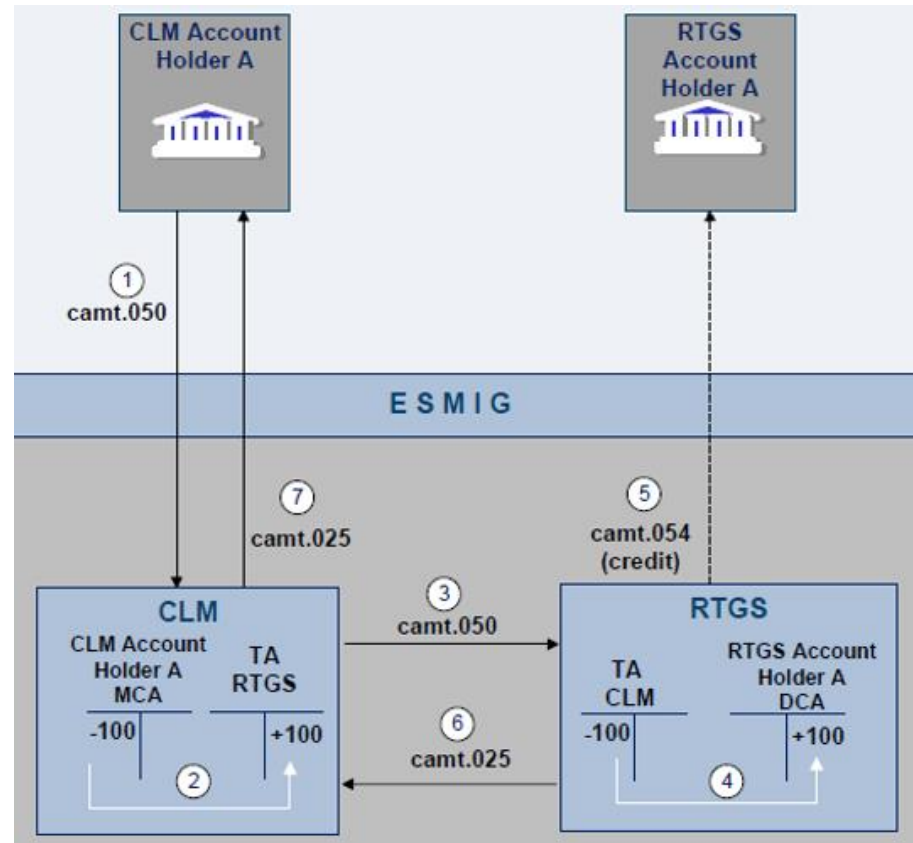 CLM Account
Holder A
RTGS
Account
Holder A
1
camt.050
E S M I G
7
camt.025
5
camt.054
(credit)
CLM
CLM Account
Holder A
MCA
TA
RTGS
-100
+100
2
3
camt.050
6
camt.025
RTGS
TA
CLM
RTGS Account
Holder A
DCA
-100
+100
4